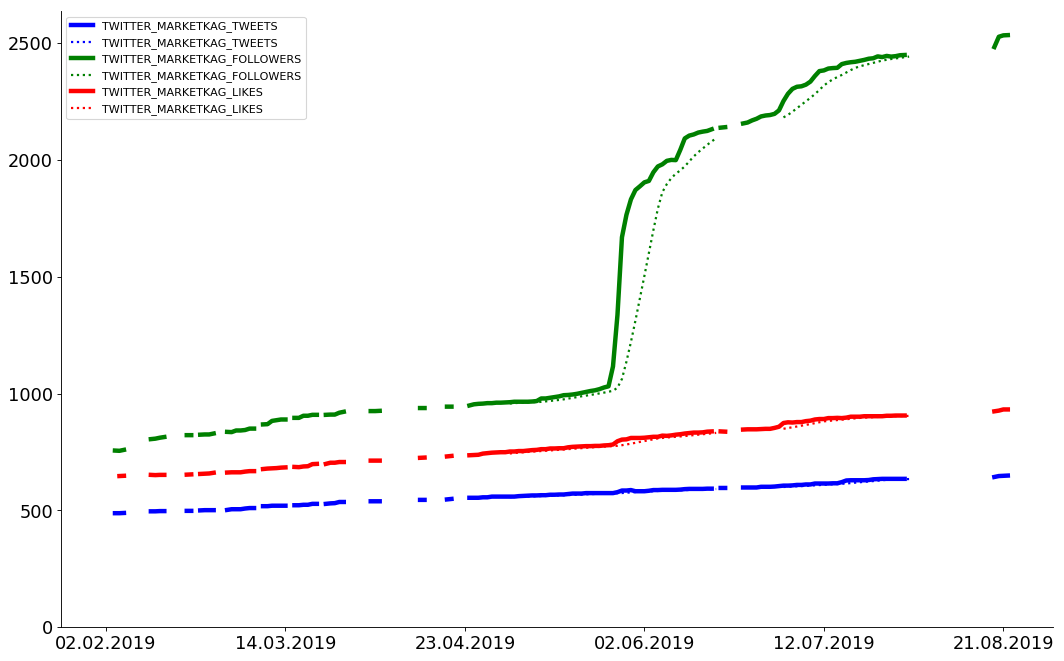 2500
2000
1500
1000
500
0
TWITTER_MARKETKAG_TWEETS
TWITTER_MARKETKAG_TWEETS
TWITTER_MARKETKAG_FOLLOWERS
TWITTER_MARKETKAG_FOLLOWERS
TWITTER_MARKETKAG_LIKES
TWITTER_MARKETKAG_LIKES
02.02.2019 14.03.2019 23.04.2019 02.06.2019 12.07.2019 21.08.2019